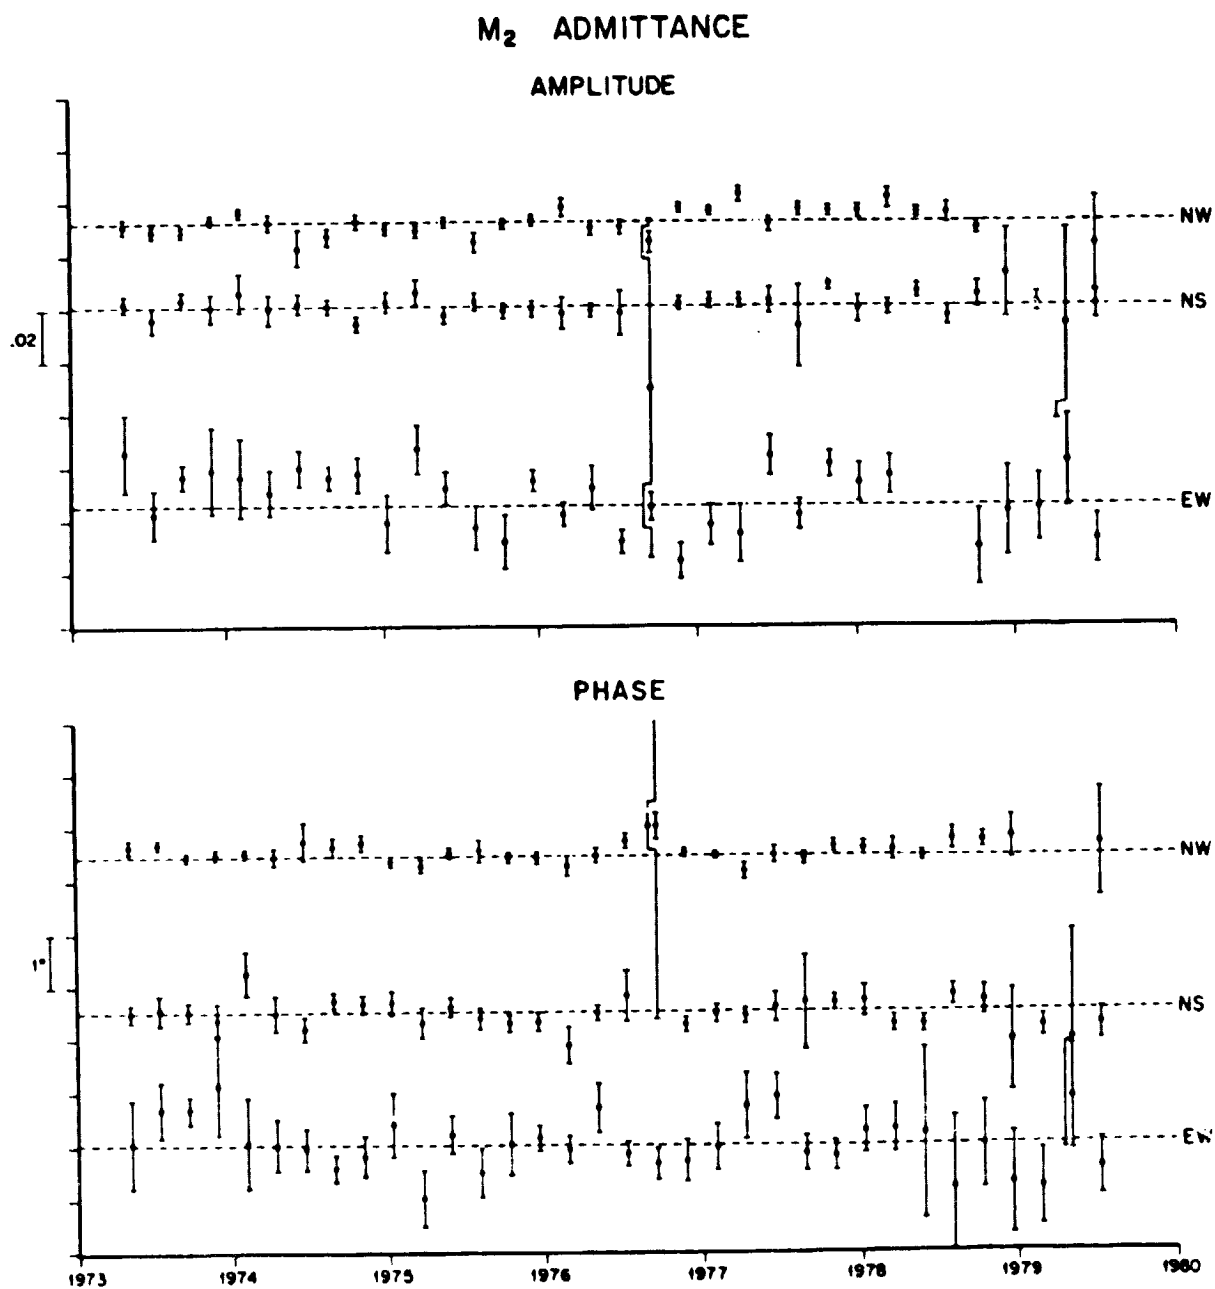 M₂ ADMITTANCE
AMPLITUDE
NW
NS
.02
EW
PHASE
NW
1°
NS
EW
1973 1974 1975 1976 1977 1978 1979 1980